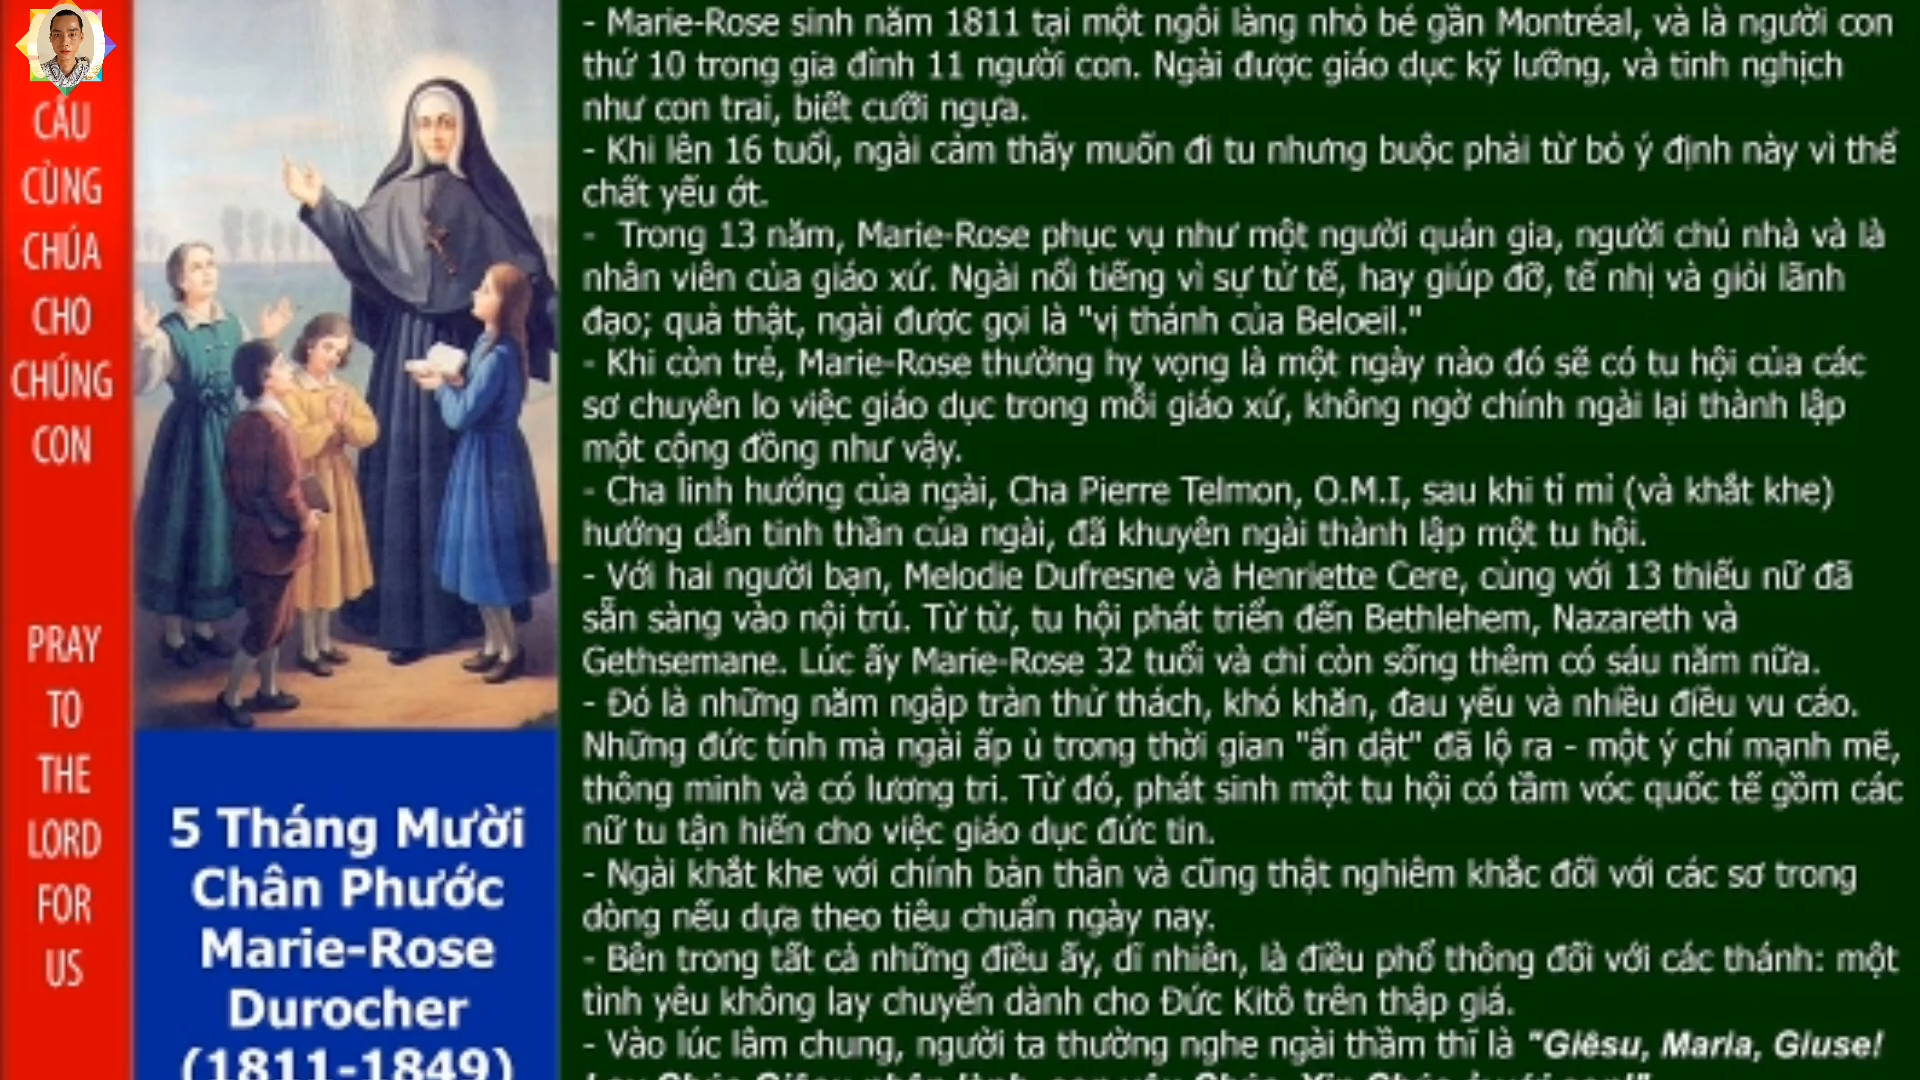 CẦU
CÙNG
CHÚA
CHO
CHÚNG
CON
PRAY
TO
THE
LORD
FOR
US
5 Tháng Mười
Chân Phước
Marie-Rose
Durocher
(1811-1849)
- Marie-Rose sinh năm 1811 tại một ngôi làng nhỏ bé gần Montréal, và là người con
thứ 10 trong gia đình 11 người con. Ngài được giáo dục kỹ lưỡng, và tinh nghịch
như con trai, biết cưỡi ngựa.
- Khi lên 16 tuổi, ngài cảm thấy muốn đi tu nhưng buộc phải từ bỏ ý định này vì thể
chất yếu ớt.
- Trong 13 năm, Marie-Rose phục vụ như một người quản gia, người chủ nhà và là
nhân viên của giáo xứ. Ngài nổi tiếng vì sự tử tế, hay giúp đỡ, tế nhị và giỏi lãnh
đạo; quả thật, ngài được gọi là "vị thánh của Beloeil."
- Khi còn trẻ, Marie-Rose thường hy vọng là một ngày nào đó sẽ có tu hội của các
sơ chuyên lo việc giáo dục trong mỗi giáo xứ, không ngờ chính ngài lại thành lập
một cộng đồng như vậy.
- Cha linh hướng của ngài, Cha Pierre Telmon, O.M.I, sau khi tỉ mỉ (và khắt khe)
hướng dẫn tinh thần của ngài, đã khuyên ngài thành lập một tu hội.
- Với hai người bạn, Melodie Dufresne và Henriette Cere, cùng với 13 thiếu nữ đã
sẵn sàng vào nội trú. Từ từ, tu hội phát triển đến Bethlehem, Nazareth và
Gethsemane. Lúc ấy Marie-Rose 32 tuổi và chỉ còn sống thêm có sáu năm nữa.
- Đó là những năm ngập tràn thử thách, khó khăn, đau yếu và nhiều điều vu cáo.
Những đức tính mà ngài ấp ủ trong thời gian "ẩn dật" đã lộ ra - một ý chí mạnh mẽ,
thông minh và có lương tri. Từ đó, phát sinh một tu hội có tầm vóc quốc tế gồm các
nữ tu tận hiến cho việc giáo dục đức tin.
- Ngài khắt khe với chính bản thân và cũng thật nghiêm khắc đối với các sơ trong
dòng nếu dựa theo tiêu chuẩn ngày nay.
- Bên trong tất cả những điều ấy, dĩ nhiên, là điều phổ thông đối với các thánh: một
tình yêu không lay chuyển dành cho Đức Kitô trên thập giá.
- Vào lúc lâm chung, người ta thường nghe ngài thầm thĩ là "Giêsu, Maria, Giuse!